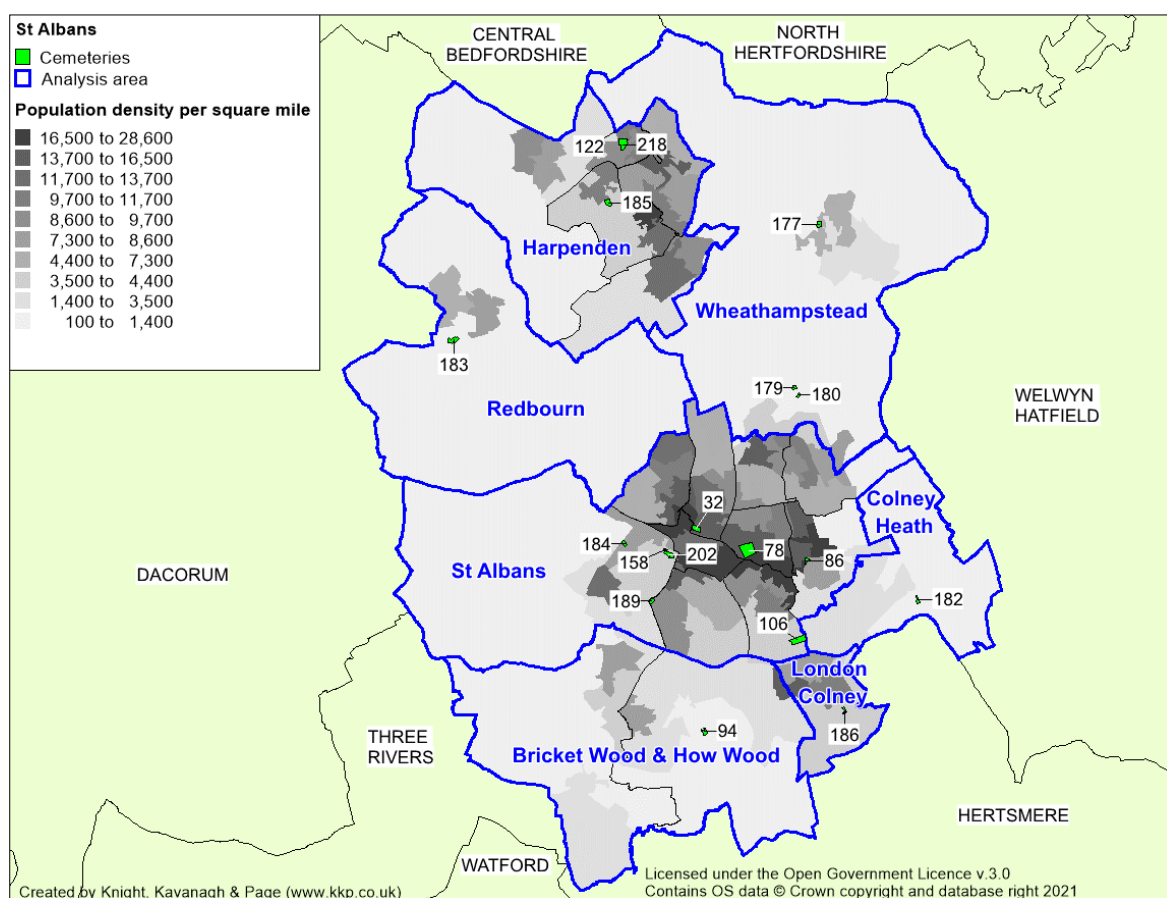 St Albans
Cemeteries
Analysis area
Population density per square mile
16,500 to 28,600
13,700 to 16,500
11,700 to 13,700
9,700 to 11,700
8,600 to 9,700
7,300 to 8,600
4,400 to 7,300
3,500 to 4,400
1,400 to 3,500
100 to 1,400
CENTRAL
BEDFORDSHIRE
NORTH
HERTFORDSHIRE
122
218
185
177
Harpenden
Wheathampstead
183
179
180
Redbourn
WELWYN
HATFIELD
Colney
Heath
32
184
158
202
78
86
St Albans
DACORUM
189
182
106
London
Colney
94
186
THREE
RIVERS
Bricket Wood & How Wood
HERTSMERE
WATFORD
Licensed under the Open Government Licence v.3.0
Created by Knight, Kavanagh & Page (www.kkp.co.uk)
Contains OS data © Crown copyright and database right 2021